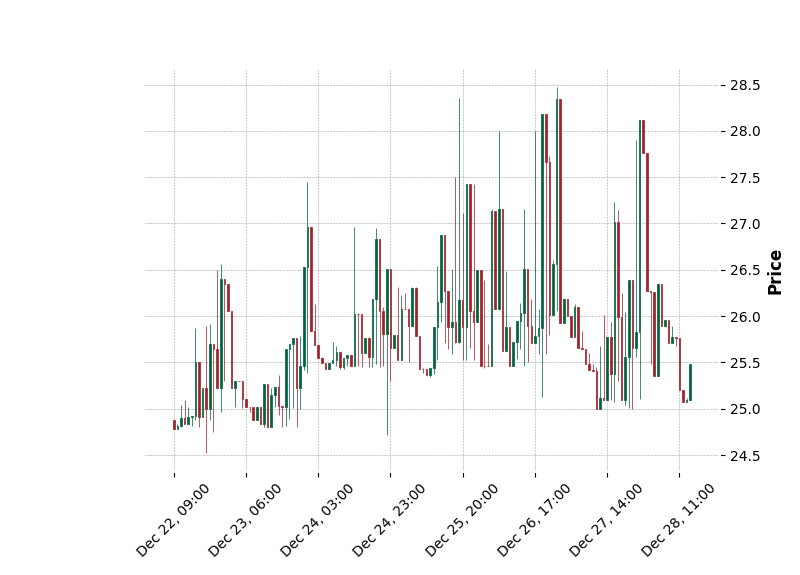 28.5
28.0
27.5
27.0
26.5
26.0
25.5
25.0
24.5
Price
Dec 22, 09:00
Dec 23, 06:00
Dec 24, 03:00
Dec 24, 23:00
Dec 25, 20:00
Dec 26, 17:00
Dec 27, 14:00
Dec 28, 11:00